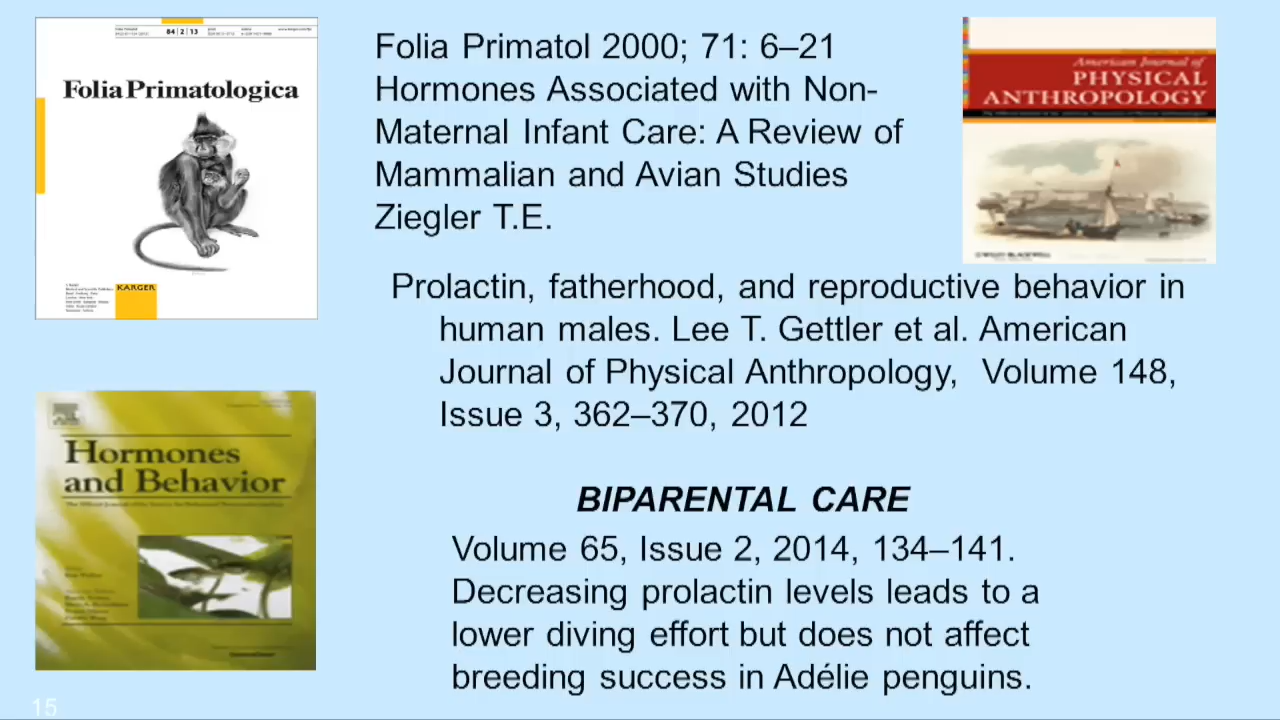 84 | 2 | 13
Folia Primatologica
KARGER
Folia Primatol 2000; 71: 6–21
Hormones Associated with Non-
Maternal Infant Care: A Review of
Mammalian and Avian Studies
Ziegler T.E.
American Journal of
PHYSICAL
ANTHROPOLOGY
Prolactin, fatherhood, and reproductive behavior in
human males. Lee T. Gettler et al. American
Journal of Physical Anthropology, Volume 148,
Issue 3, 362–370, 2012
Hormones
and Behavior
BIPARENTAL CARE
Volume 65, Issue 2, 2014, 134–141.
Decreasing prolactin levels leads to a
lower diving effort but does not affect
breeding success in Adélie penguins.
15